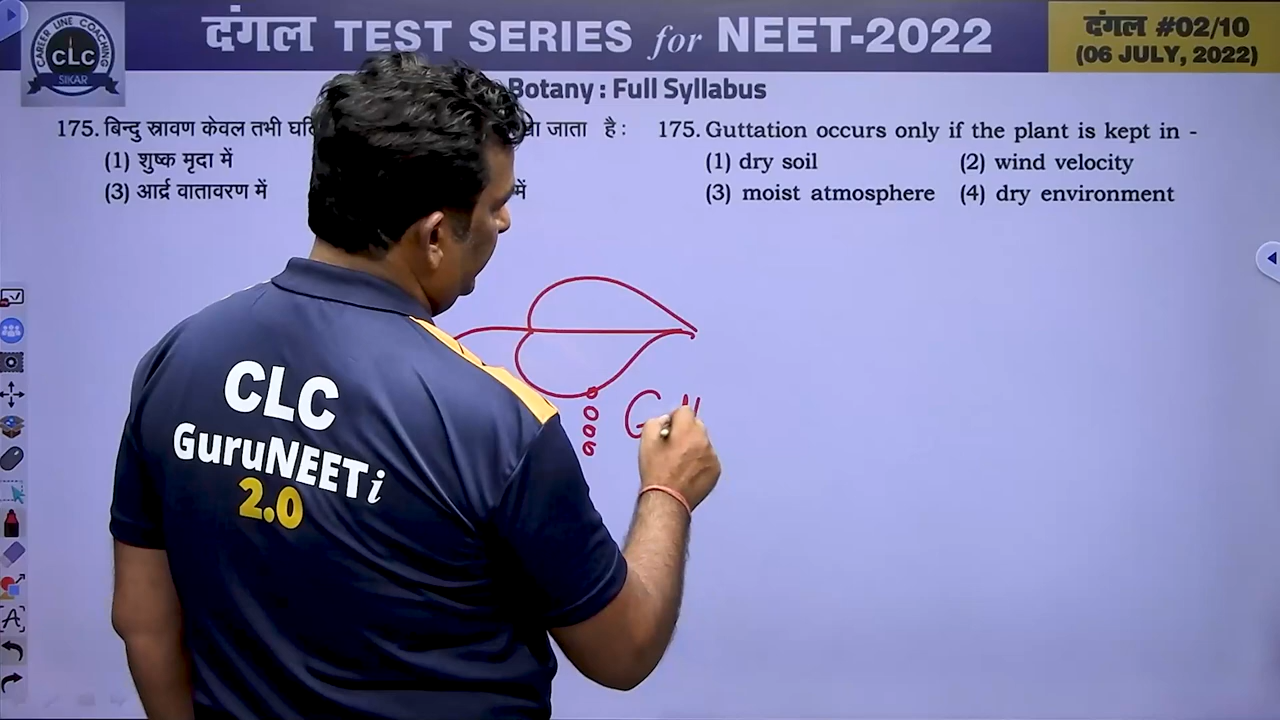 CAREER LINE COACHING
CLC
SIKAR
दंगल TEST SERIES for NEET-2022
दंगल #02/10
(06 JULY, 2022)
Botany : Full Syllabus
175. बिन्दु स्रावण केवल तभी जाता है :
(1) शुष्क मृदा में
(3) आर्द्र वातावरण में में
175. Guttation occurs only if the plant is kept in -
(1) dry soil (2) wind velocity
(3) moist atmosphere (4) dry environment
G
CLC
GuruNEETi
2.0